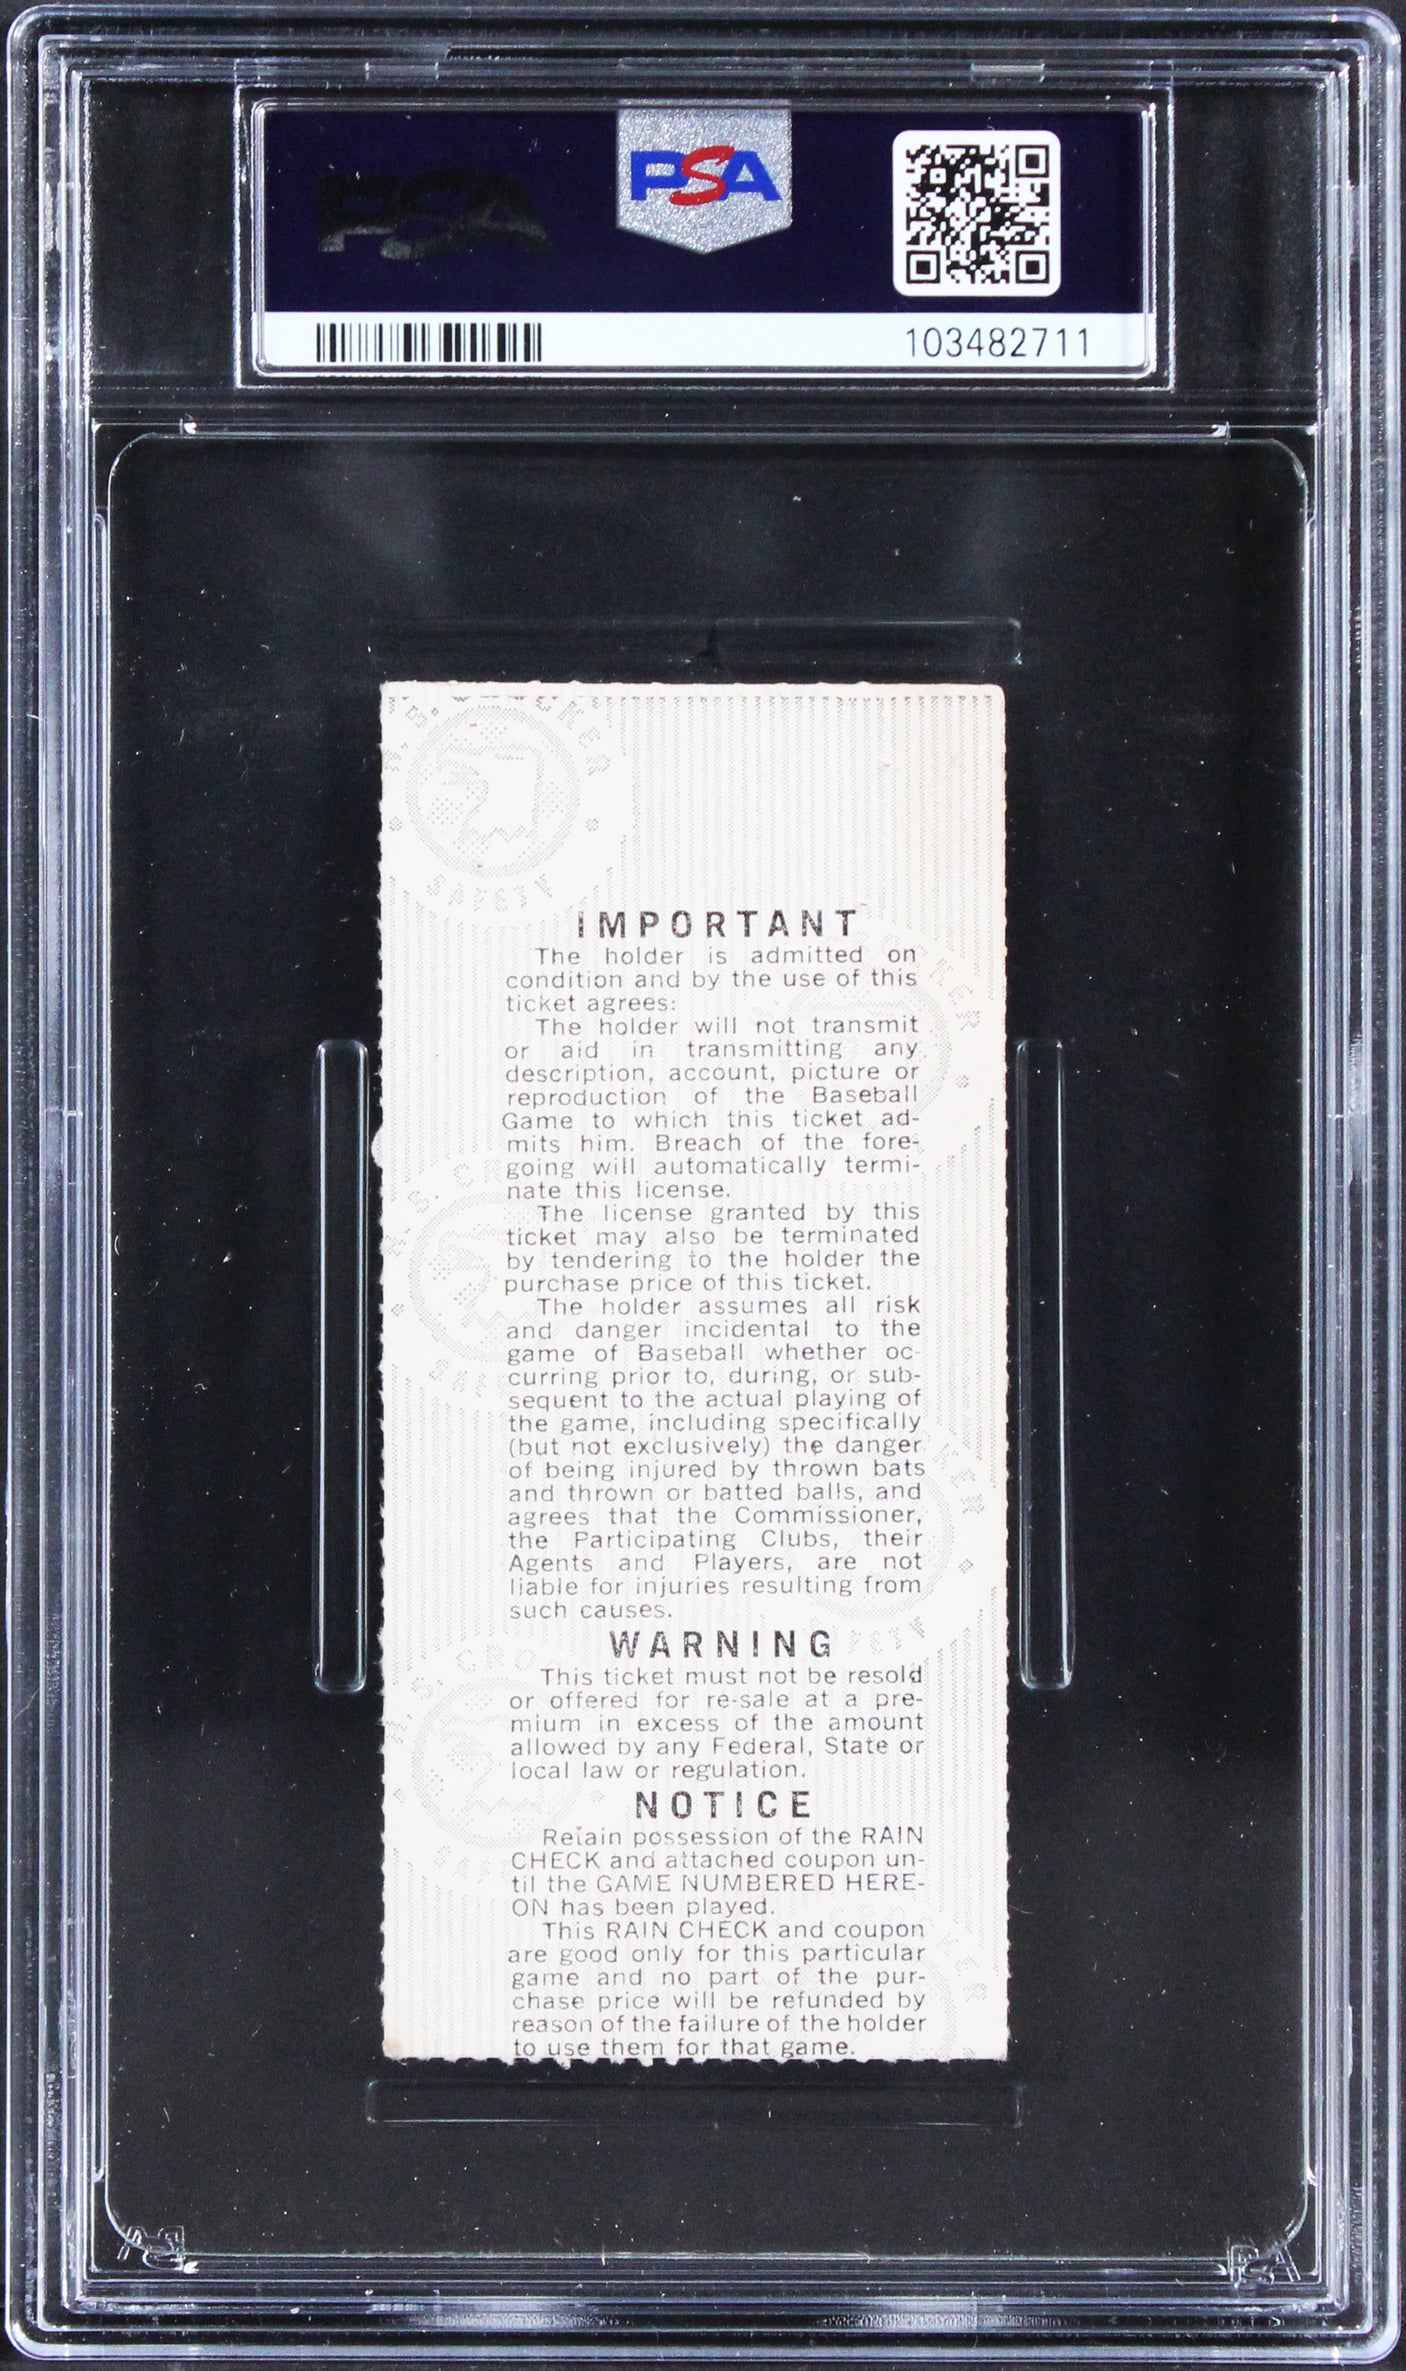 PSA
PSA
103482711
R.S. CROCKER
SAFETY
IMPORTANT
The holder is admitted on
condition and by the use of this
ticket agrees:
The holder will not transmit
or aid in transmitting any
description, account, picture or
reproduction of the Baseball
Game to which this ticket ad-
mits him. Breach of the fore-
going will automatically termi-
nate this license.
The license granted by this
ticket may also be terminated
by tendering to the holder the
purchase price of this ticket.
The holder assumes all risk
and danger incidental to the
game of Baseball whether oc-
curring prior to, during, or sub-
sequent to the actual playing of
the game, including specifically
(but not exclusively) the danger
of being injured by thrown bats
and thrown or batted balls, and
agrees that the Commissioner,
the Participating Clubs, their
Agents and Players, are not
liable for injuries resulting from
such causes.
WARNING
This ticket must not be resold
or offered for re-sale at a pre-
mium in excess of the amount
allowed by any Federal, State or
local law or regulation.
NOTICE
Retain possession of the RAIN
CHECK and attached coupon un-
til the GAME NUMBERED HERE-
ON has been played.
This RAIN CHECK and coupon
are good only for this particular
game and no part of the pur-
chase price will be refunded by
reason of the failure of the holder
to use them for that game.
PSA
PSA